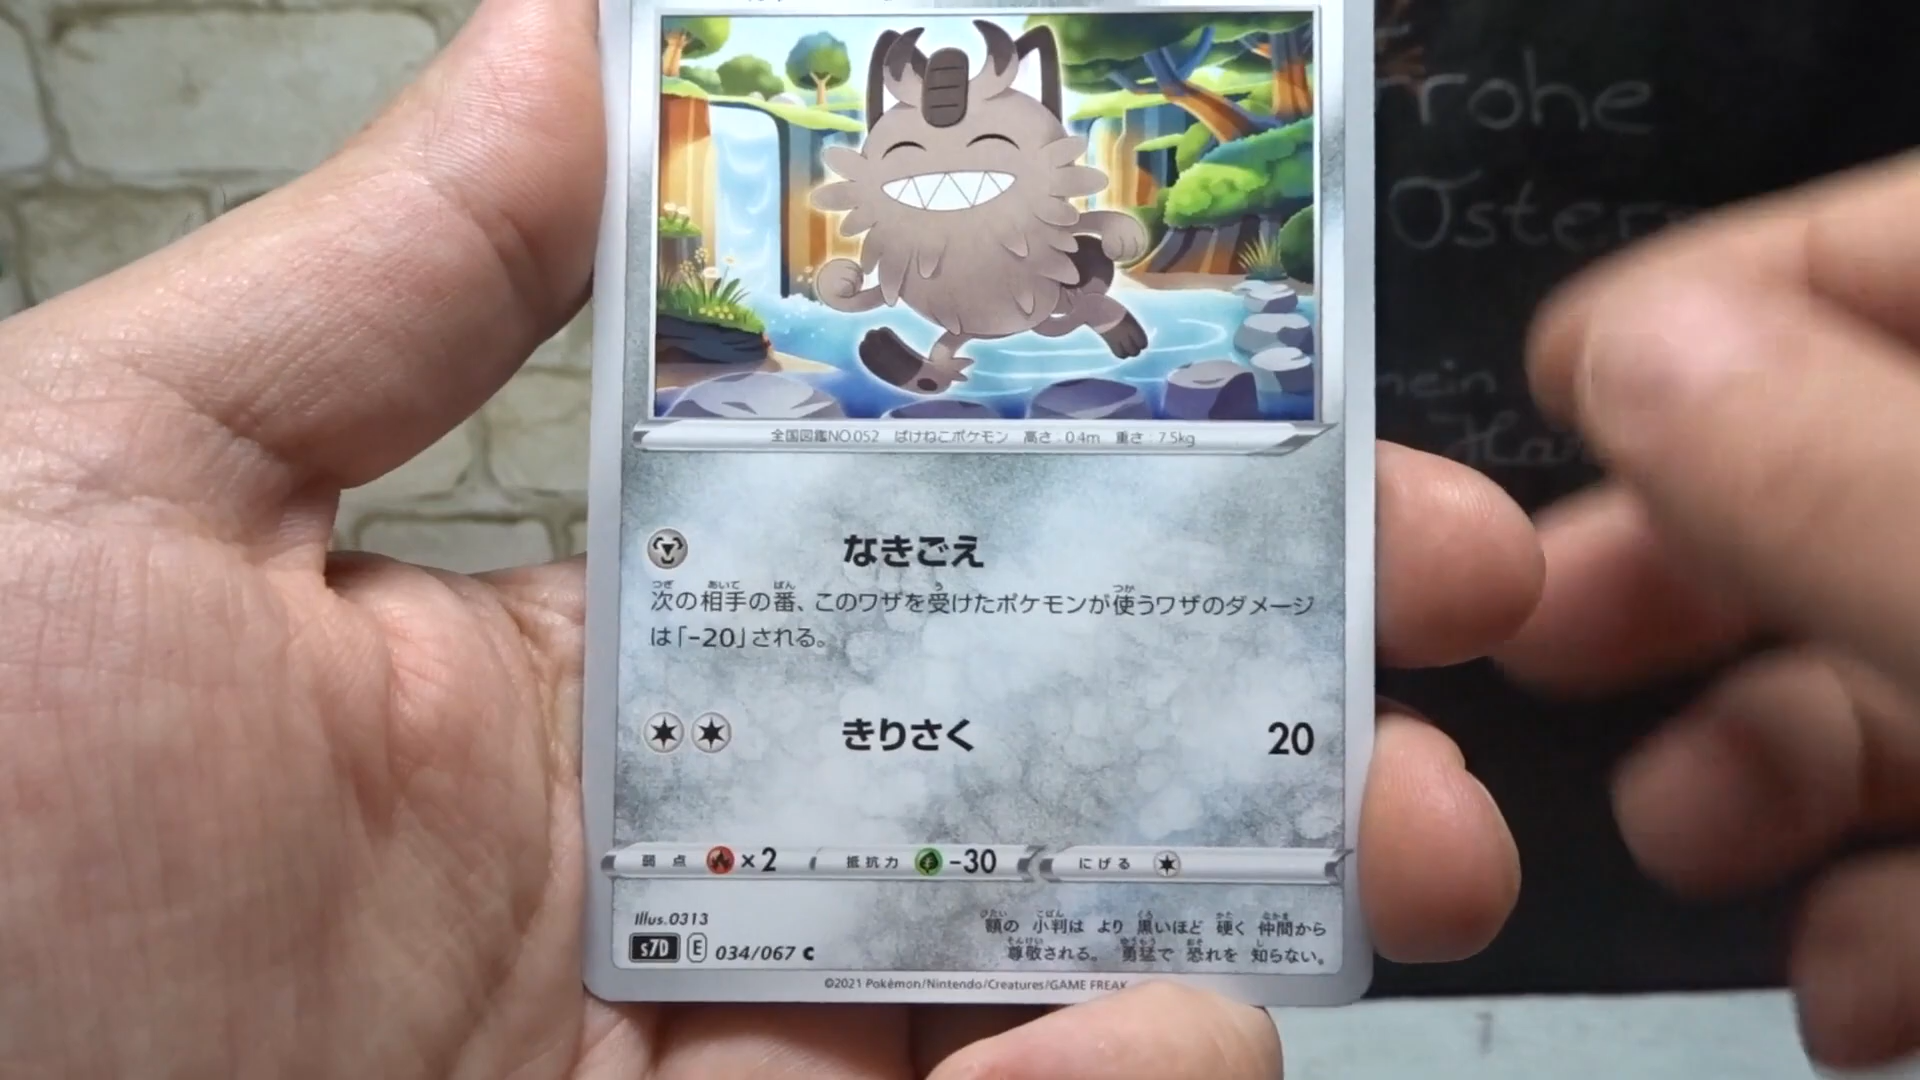 全国図鑑NO.052 ばけねこポケモン 高さ:0.4m 重さ:7.5kg
なきごえ
次の相手の番、このワザを受けたポケモンが使うワザのダメージ
は「-20」される。
きりさく 20
弱点 ×2 抵抗力 -30 にげる
Illus.0313
s7D E 034/067 C
額の 小判は より 黒いほど 硬く 仲間から
尊敬される。 勇猛で 恐れを 知らない。
©2021 Pokémon/Nintendo/Creatures/GAME FREAK
rohe
Oster